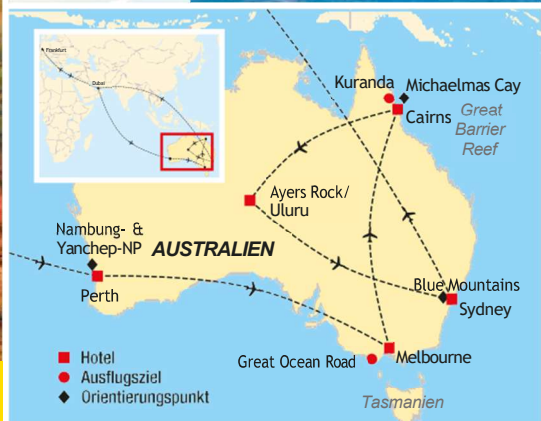 Frankfurt
Dubai
Kuranda
Michaelmas Cay
Cairns
Great
Barrier
Reef
Ayers Rock/
Uluru
Nambung- &
Yanchep-NP
AUSTRALIEN
Perth
Blue Mountains
Sydney
Great Ocean Road
Melbourne
Tasmanien
Hotel
Ausflugsziel
Orientierungspunkt